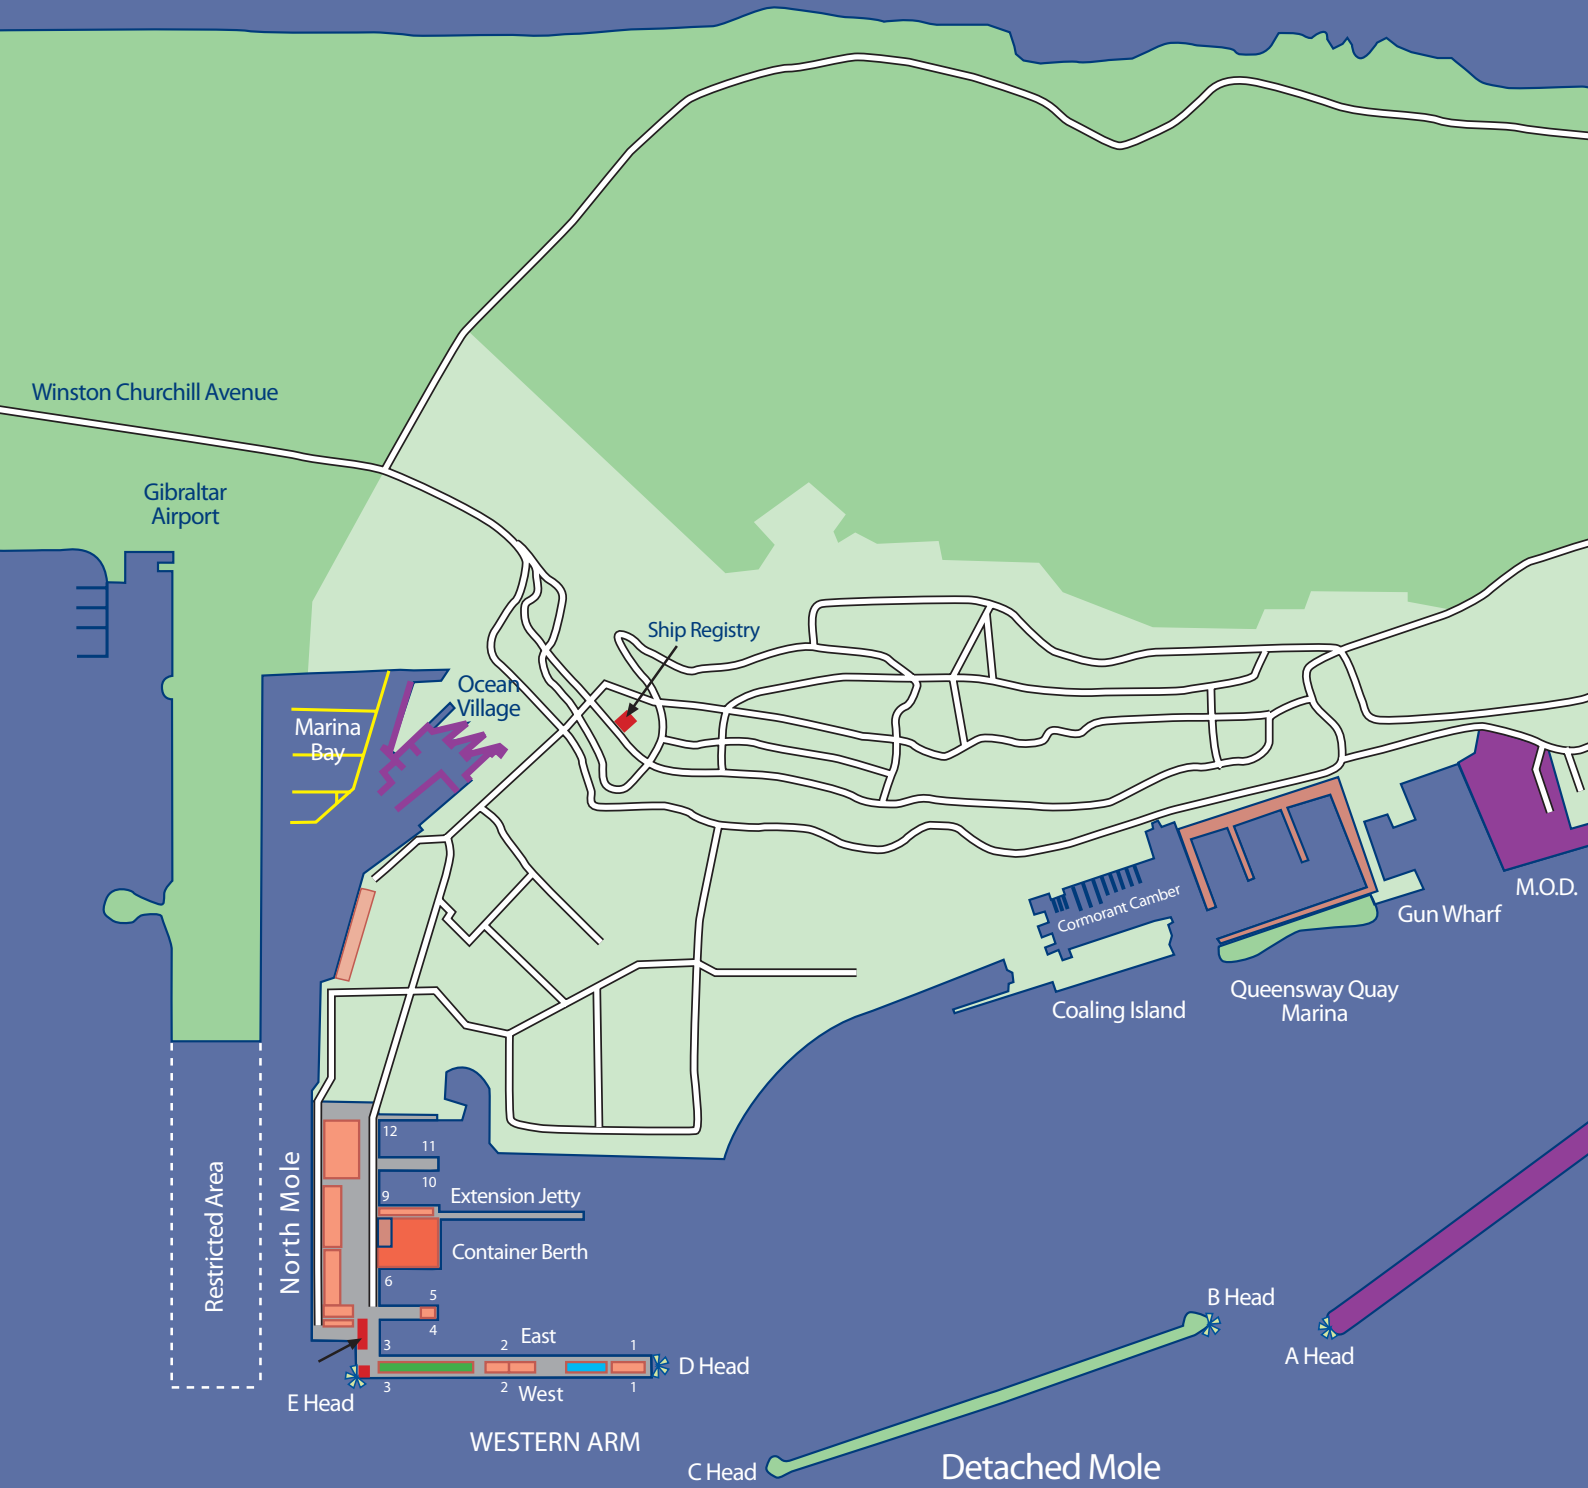 Winston Churchill Avenue
Gibraltar
Airport
Ship Registry
Ocean
Village
Marina
Bay
Cormorant Camber
M.O.D.
Gun Wharf
Queensway Quay
Marina
Coaling Island
Restricted Area
North Mole
12
11
10
9
Extension Jetty
Container Berth
6
5
4
3
2
East
1
D Head
3
2
West
1
E Head
WESTERN ARM
B Head
A Head
C Head
Detached Mole